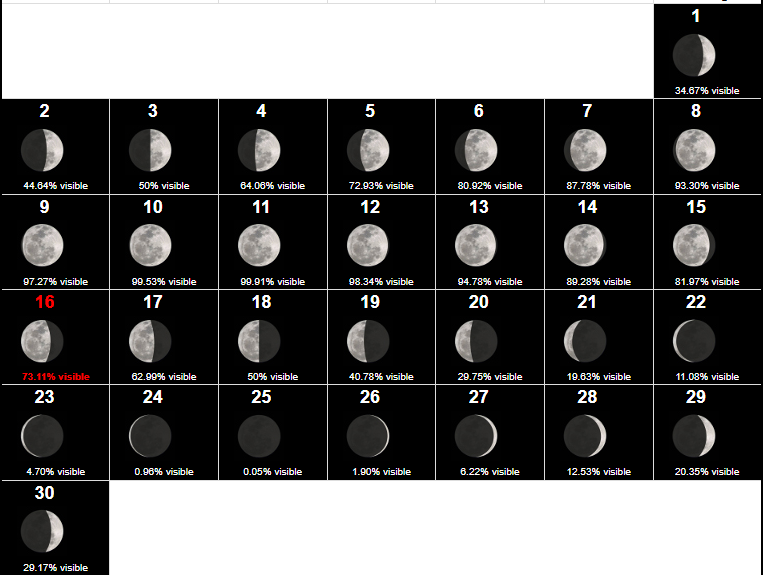 1
34.67% visible
2 3 4 5 6 7 8
44.64% visible 50% visible 64.06% visible 72.93% visible 80.92% visible 87.78% visible 93.30% visible
9 10 11 12 13 14 15
97.27% visible 99.53% visible 99.91% visible 98.34% visible 94.78% visible 89.28% visible 81.97% visible
16 17 18 19 20 21 22
73.11% visible 62.99% visible 50% visible 40.78% visible 29.75% visible 19.63% visible 11.08% visible
23 24 25 26 27 28 29
4.70% visible 0.96% visible 0.05% visible 1.90% visible 6.22% visible 12.53% visible 20.35% visible
30
29.17% visible